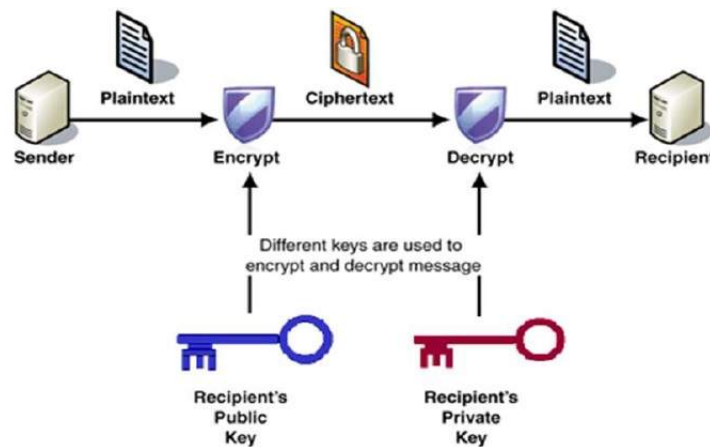 Plaintext
Ciphertext
Plaintext
Sender
Encrypt
Decrypt
Recipient
Different keys are used to
encrypt and decrypt message
Recipient's
Public
Key
Recipient's
Private
Key